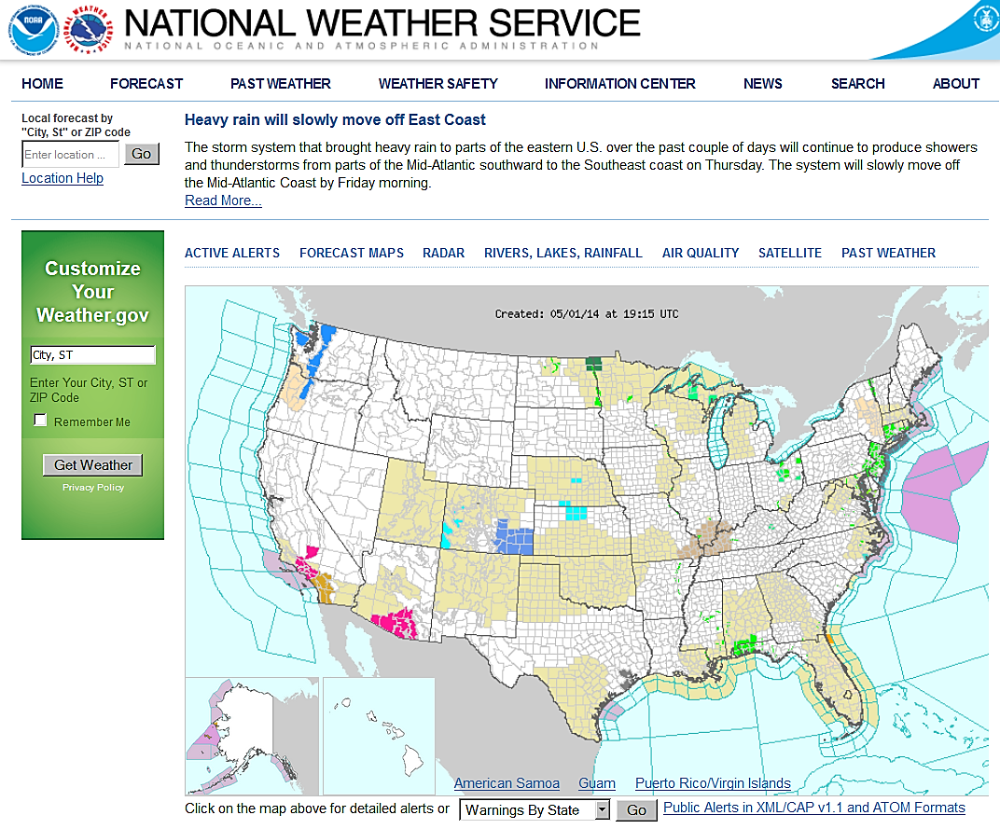 NOAA
NATIONAL WEATHER SERVICE
NATIONAL OCEANIC AND ATMOSPHERIC ADMINISTRATION
HOME FORECAST PAST WEATHER WEATHER SAFETY INFORMATION CENTER NEWS SEARCH ABOUT
Local forecast by
"City, St" or ZIP code
Enter location ... Go
Location Help
Heavy rain will slowly move off East Coast
The storm system that brought heavy rain to parts of the eastern U.S. over the past couple of days will continue to produce showers
and thunderstorms from parts of the Mid-Atlantic southward to the Southeast coast on Thursday. The system will slowly move off
the Mid-Atlantic Coast by Friday morning.
Read More...
Customize
Your
Weather.gov
City, ST
Enter Your City, ST or
ZIP Code
Remember Me
Get Weather
Privacy Policy
ACTIVE ALERTS FORECAST MAPS RADAR RIVERS, LAKES, RAINFALL AIR QUALITY SATELLITE PAST WEATHER
Created: 05/01/14 at 19:15 UTC
American Samoa Guam Puerto Rico/Virgin Islands
Click on the map above for detailed alerts or Warnings By State Go Public Alerts in XML/CAP v1.1 and ATOM Formats